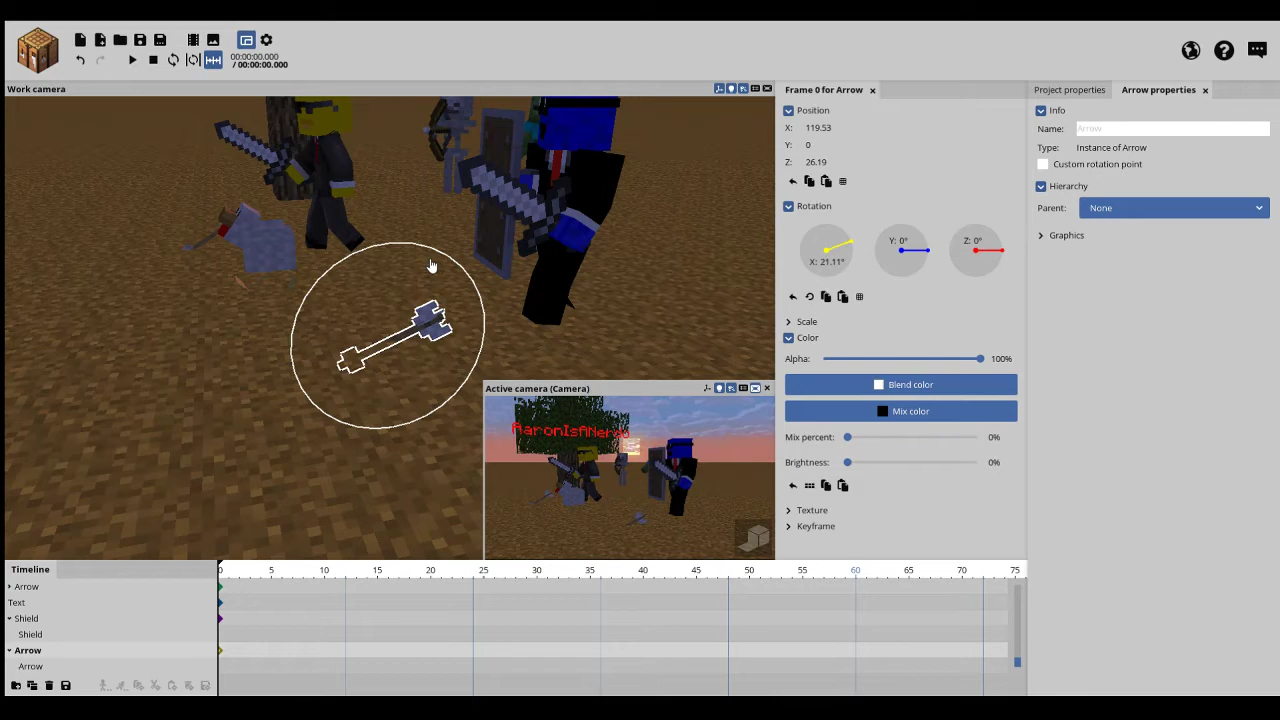 00:00:00.000
/ 00:00:00.000
Work camera
Frame 0 for Arrow
Project properties
Arrow properties
Position
X: 119.53
Y: 0
Z: 26.19
Rotation
X: 21.11°
Y: 0°
Z: 0°
Scale
Color
Alpha:
100%
Blend color
Mix color
Mix percent:
0%
Brightness:
0%
Texture
Keyframe
Info
Name:
Arrow
Type:
Instance of Arrow
Custom rotation point
Hierarchy
Parent:
None
Graphics
Active camera (Camera)
AaronIsANerd
Timeline
0 5 10 15 20 25 30 35 40 45 50 55 60 65 70 75
Arrow
Text
Shield
Shield
Arrow
Arrow